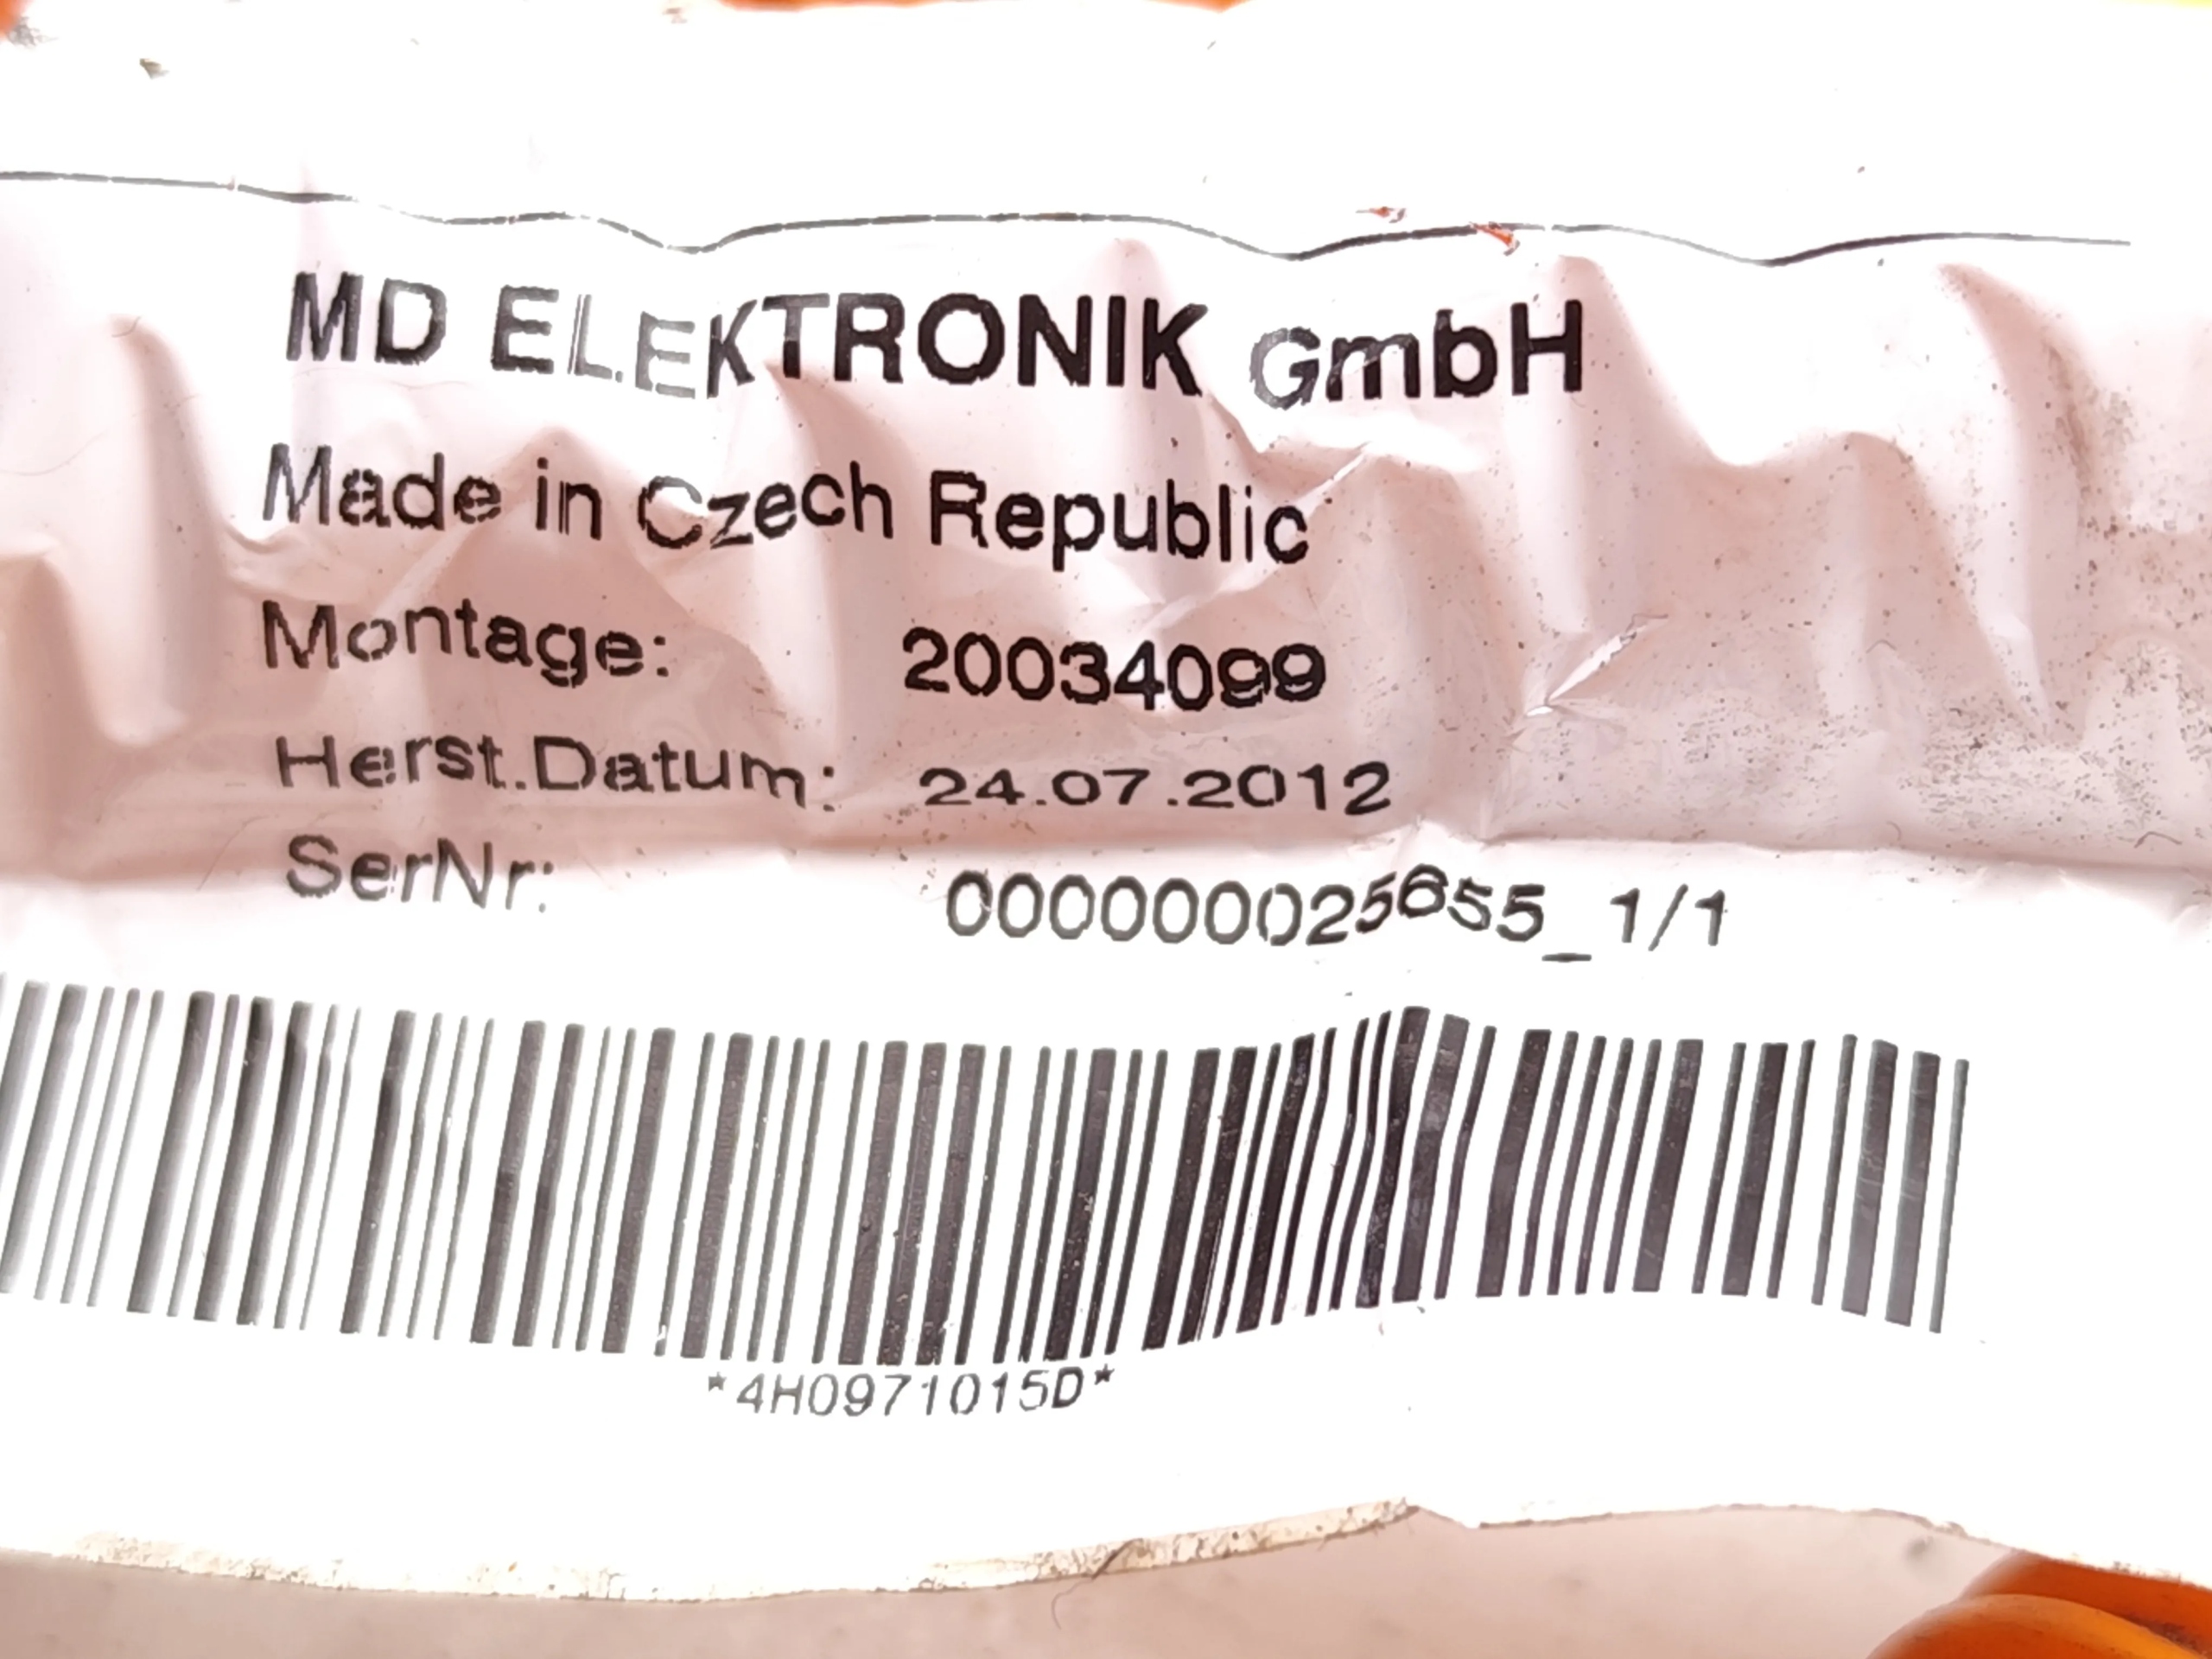 MD ELEKTRONIK GmbH
Made in Czech Republic
Montage: 20034099
Herst.Datum: 24.07.2012
SerNr: 000000025655_1/1
*4H0971015D*